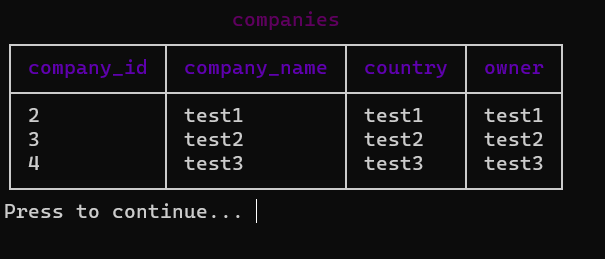 companies
company_id company_name country owner
2 test1 test1 test1
3 test2 test2 test2
4 test3 test3 test3
Press to continue...